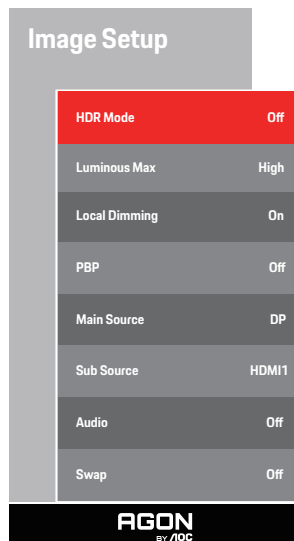 Image Setup
HDR Mode Off
Luminous Max High
Local Dimming On
PBP Off
Main Source DP
Sub Source HDMI1
Audio Off
Swap Off
AGON
BY AOC